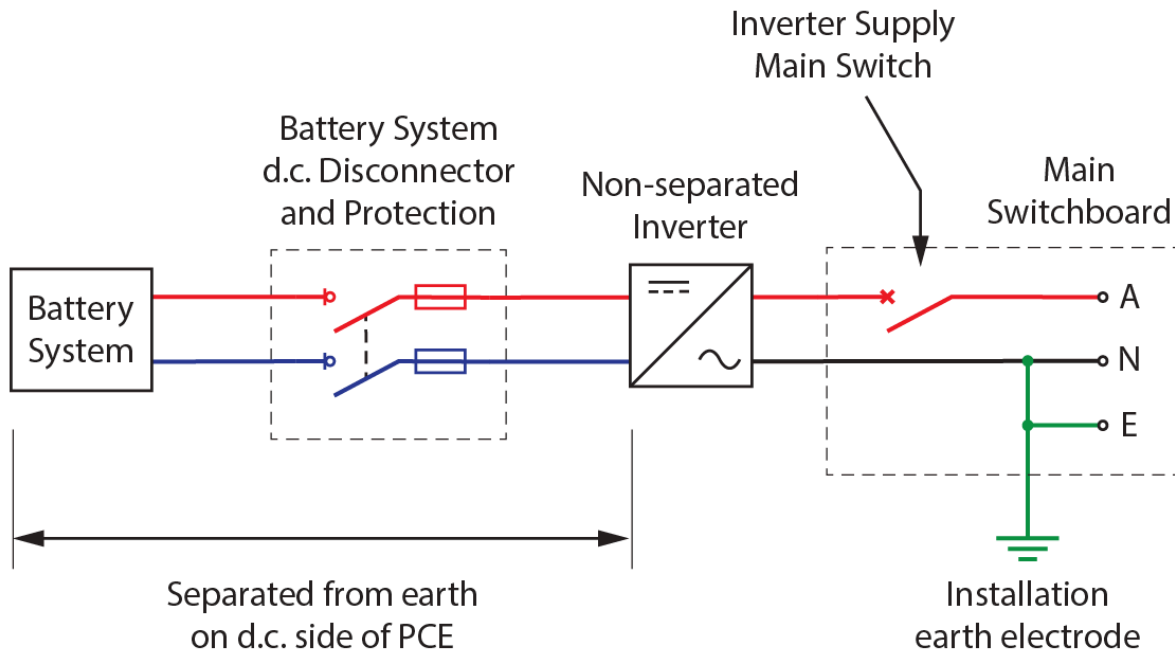 Inverter Supply
Main Switch
Battery System
d.c. Disconnector
and Protection
Non-separated
Inverter
Main
Switchboard
Battery
System
A
N
E
Separated from earth
on d.c. side of PCE
Installation
earth electrode